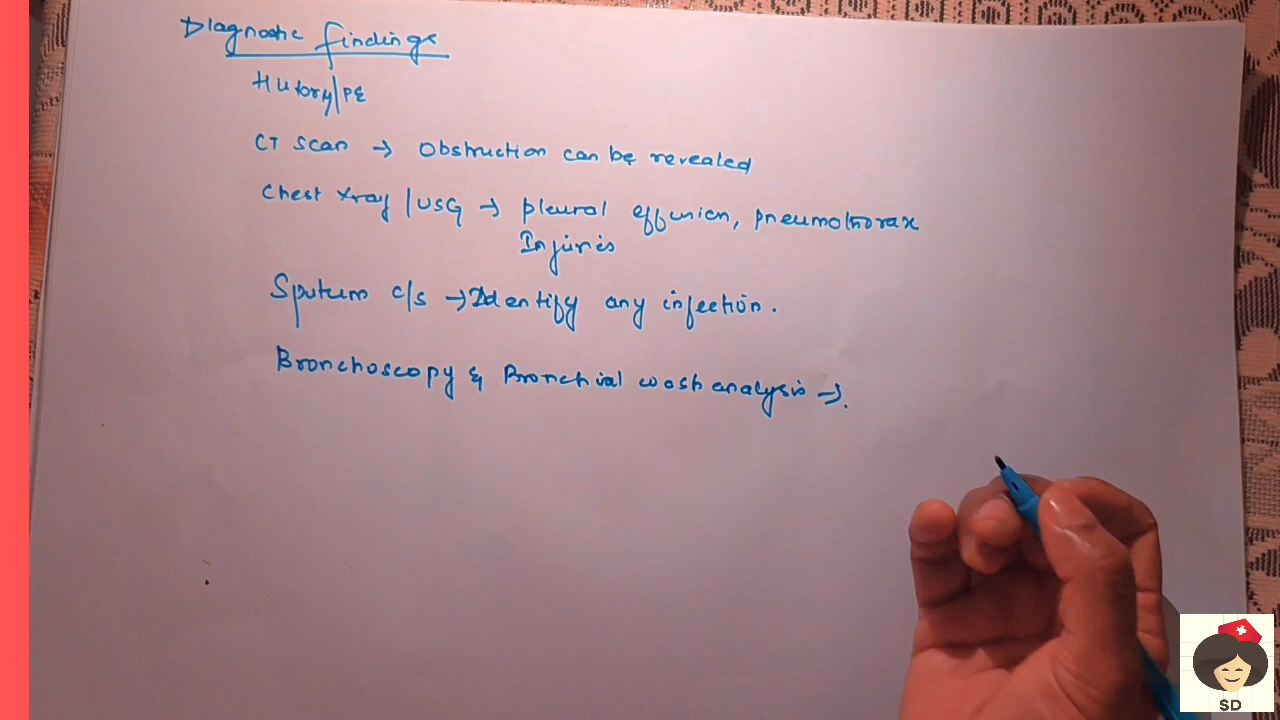 Diagnostic findings
History/PE
CT scan → Obstruction can be revealed
Chest xray/USG → pleural effusion, pneumothorax
Injuries
Sputum c/s → Identify any infection.
Bronchoscopy & Bronchial wash analysis →.
SD